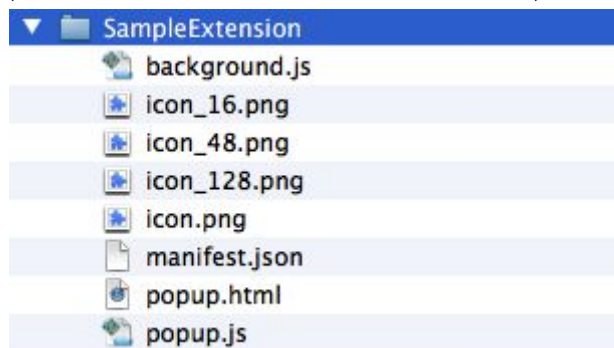 SampleExtension
background.js
icon_16.png
icon_48.png
icon_128.png
icon.png
manifest.json
popup.html
popup.js